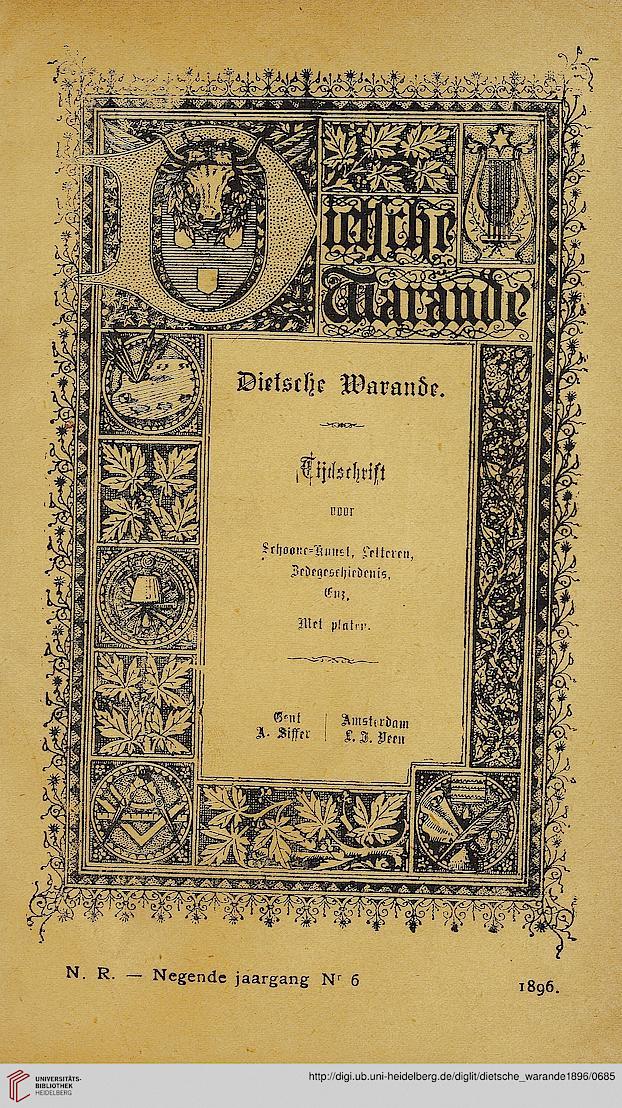 Dietsche
Warande
Dietsche Warande.
Tijdschrift
voor
Schoone-Kunst, Letteren,
Zedegeschiedenis,
Enz.
Met platen.
Gent
A. Siffer
Amsterdam
L. J. Veen
N. R. — Negende jaargang Nr 6
1896.
UNIVERSITÄTS-
BIBLIOTHEK
HEIDELBERG
http://digi.ub.uni-heidelberg.de/diglit/dietsche_warande1896/0685